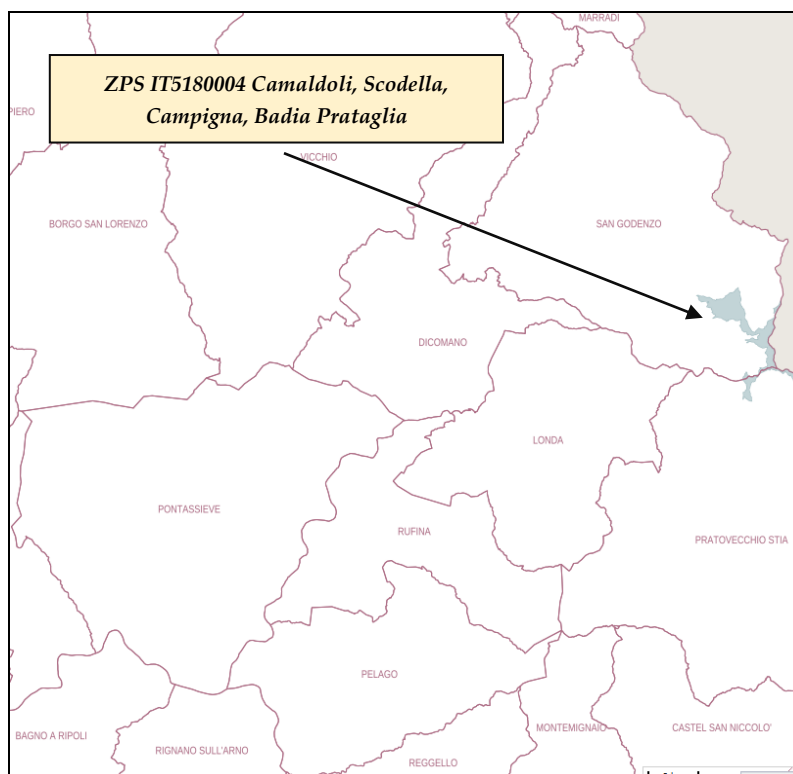 MARRADI
ZPS IT5180004 Camaldoli, Scodella,
Campigna, Badia Prataglia
PIERO
VICCHIO
BORGO SAN LORENZO
SAN GODENZO
DICOMANO
LONDA
PONTASSIEVE
RUFINA
PRATOVECCHIO STIA
PELAGO
BAGNO A RIPOLI
RIGNANO SULL'ARNO
MONTEMIGNAIO
CASTEL SAN NICCOLO'
REGGELLO